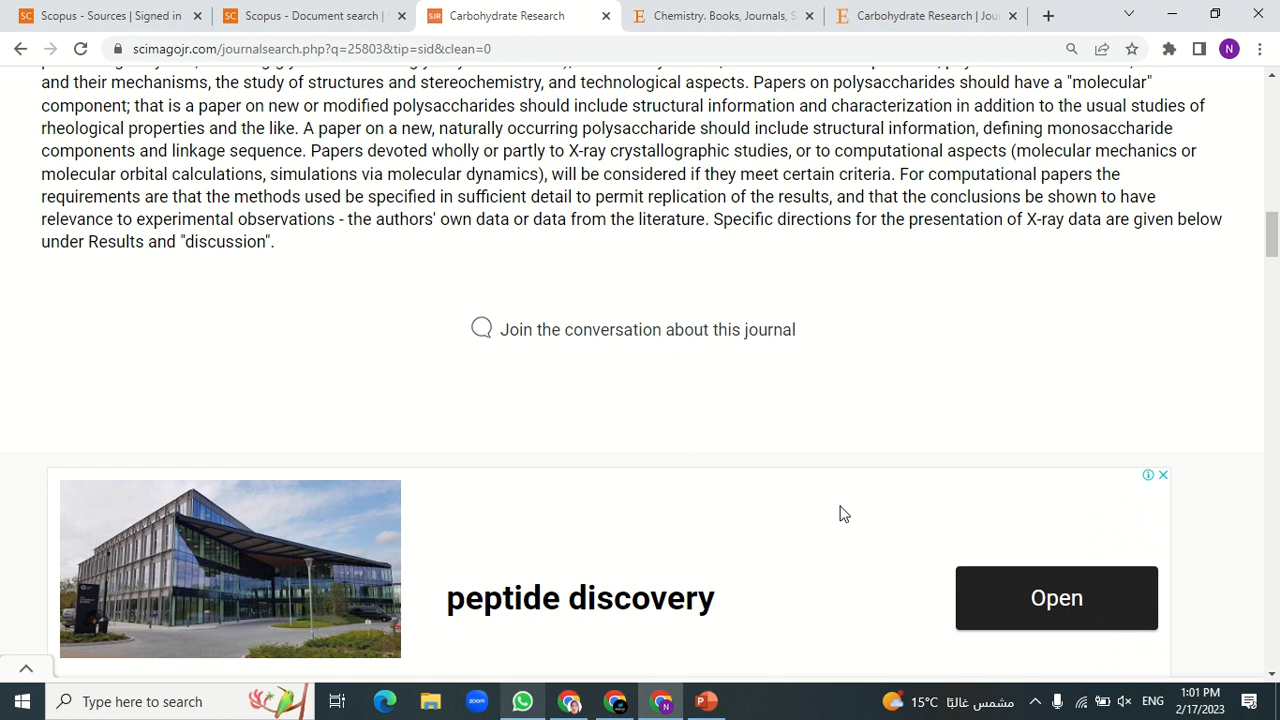 Scopus - Sources | Signed in
Scopus - Document search |
Carbohydrate Research
Chemistry. Books, Journals, S
Carbohydrate Research | Jou
scimagojr.com/journalsearch.php?q=25803&tip=sid&clean=0
and their mechanisms, the study of structures and stereochemistry, and technological aspects. Papers on polysaccharides should have a "molecular"
component; that is a paper on new or modified polysaccharides should include structural information and characterization in addition to the usual studies of
rheological properties and the like. A paper on a new, naturally occurring polysaccharide should include structural information, defining monosaccharide
components and linkage sequence. Papers devoted wholly or partly to X-ray crystallographic studies, or to computational aspects (molecular mechanics or
molecular orbital calculations, simulations via molecular dynamics), will be considered if they meet certain criteria. For computational papers the
requirements are that the methods used be specified in sufficient detail to permit replication of the results, and that the conclusions be shown to have
relevance to experimental observations - the authors' own data or data from the literature. Specific directions for the presentation of X-ray data are given below
under Results and "discussion".
Join the conversation about this journal
peptide discovery
Open
Type here to search
zoom
15°C مشمس غالبًا
ENG
1:01 PM
2/17/2023